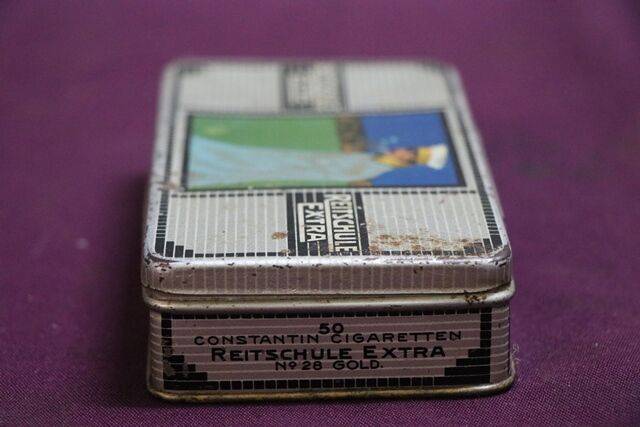 REITSCHULE
EXTRA
50
CONSTANTIN CIGARETTEN
REITSCHULE EXTRA
No 28 GOLD.